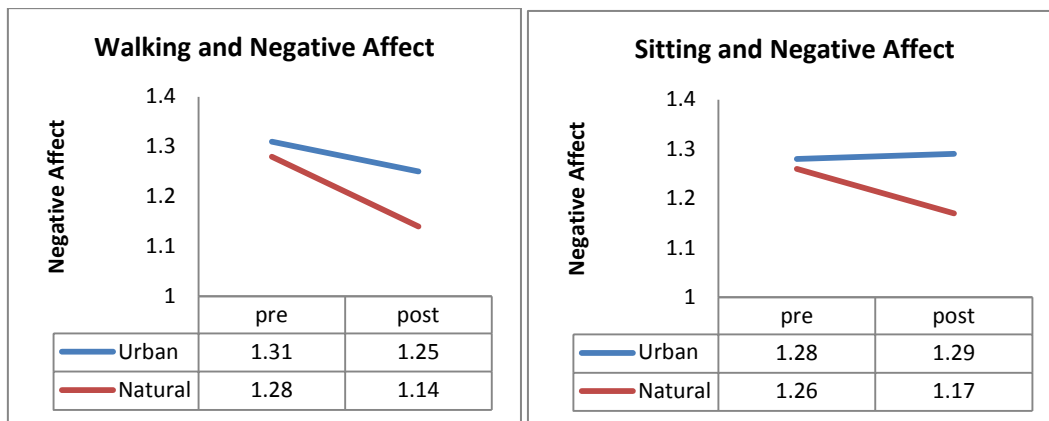 Walking and Negative Affect
Negative Affect
1.4
1.3
1.2
1.1
1
pre post
Urban 1.31 1.25
Natural 1.28 1.14
Sitting and Negative Affect
Negative Affect
1.4
1.3
1.2
1.1
1
pre post
Urban 1.28 1.29
Natural 1.26 1.17